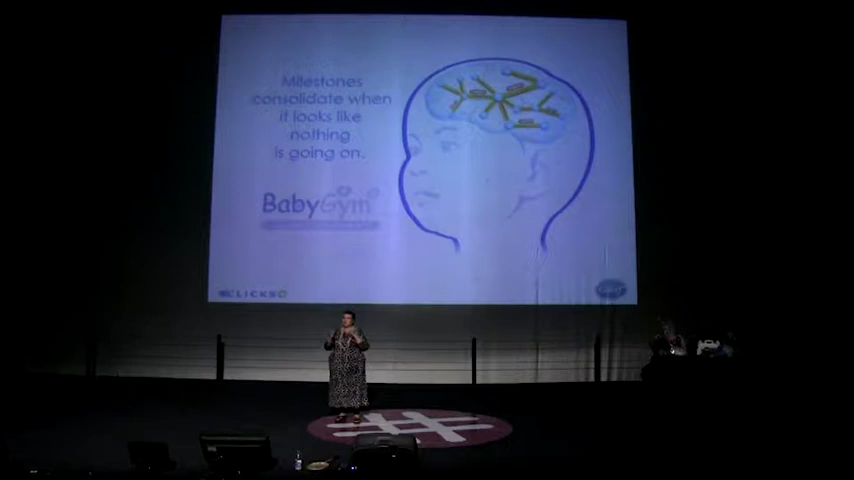 Milestones
consolidate when
it looks like
nothing
is going on.
BabyGym
CLICKS